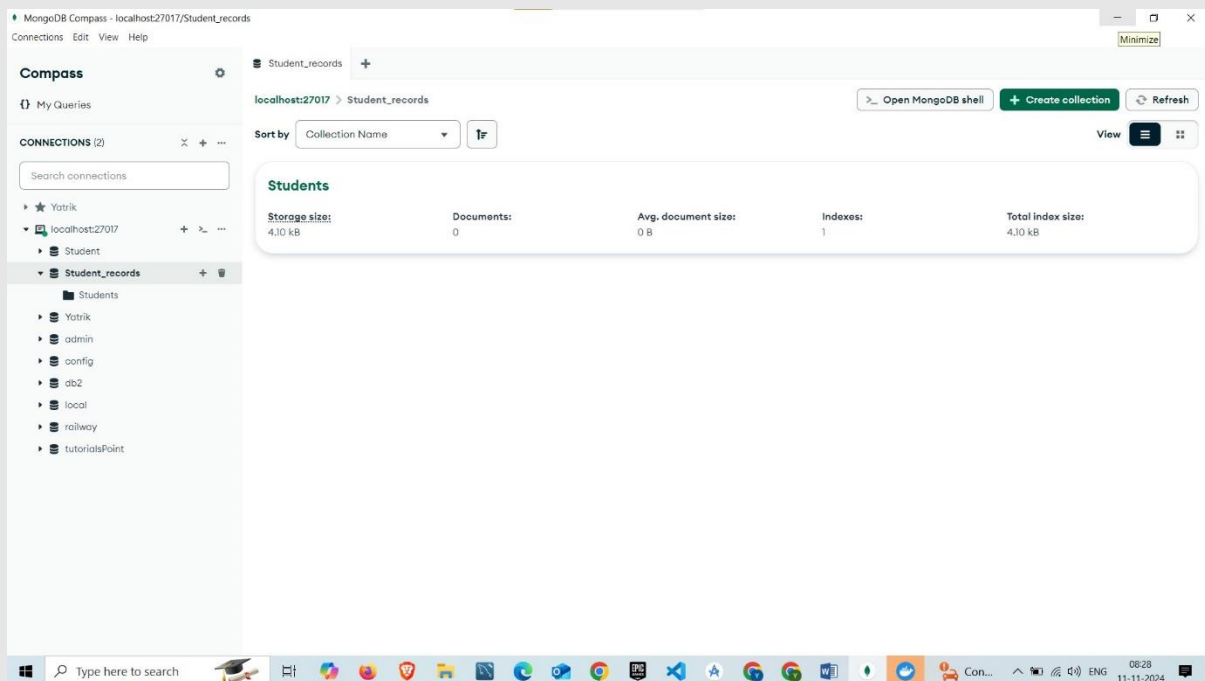 MongoDB Compass - localhost:27017/Student_records
Connections Edit View Help
Minimize
Compass
{} My Queries
CONNECTIONS (2)
Search connections
Yatrik
localhost:27017
Student
Student_records
Students
Yatrik
admin
config
db2
local
railway
tutorialsPoint
Student_records
localhost:27017 > Student_records
>_ Open MongoDB shell
+ Create collection
Refresh
Sort by Collection Name
View
Students
Storage size: Documents: Avg. document size: Indexes: Total index size:
4.10 kB 0 0 B 1 4.10 kB
Type here to search
EPIC
Con...
ENG
08:28
11-11-2024